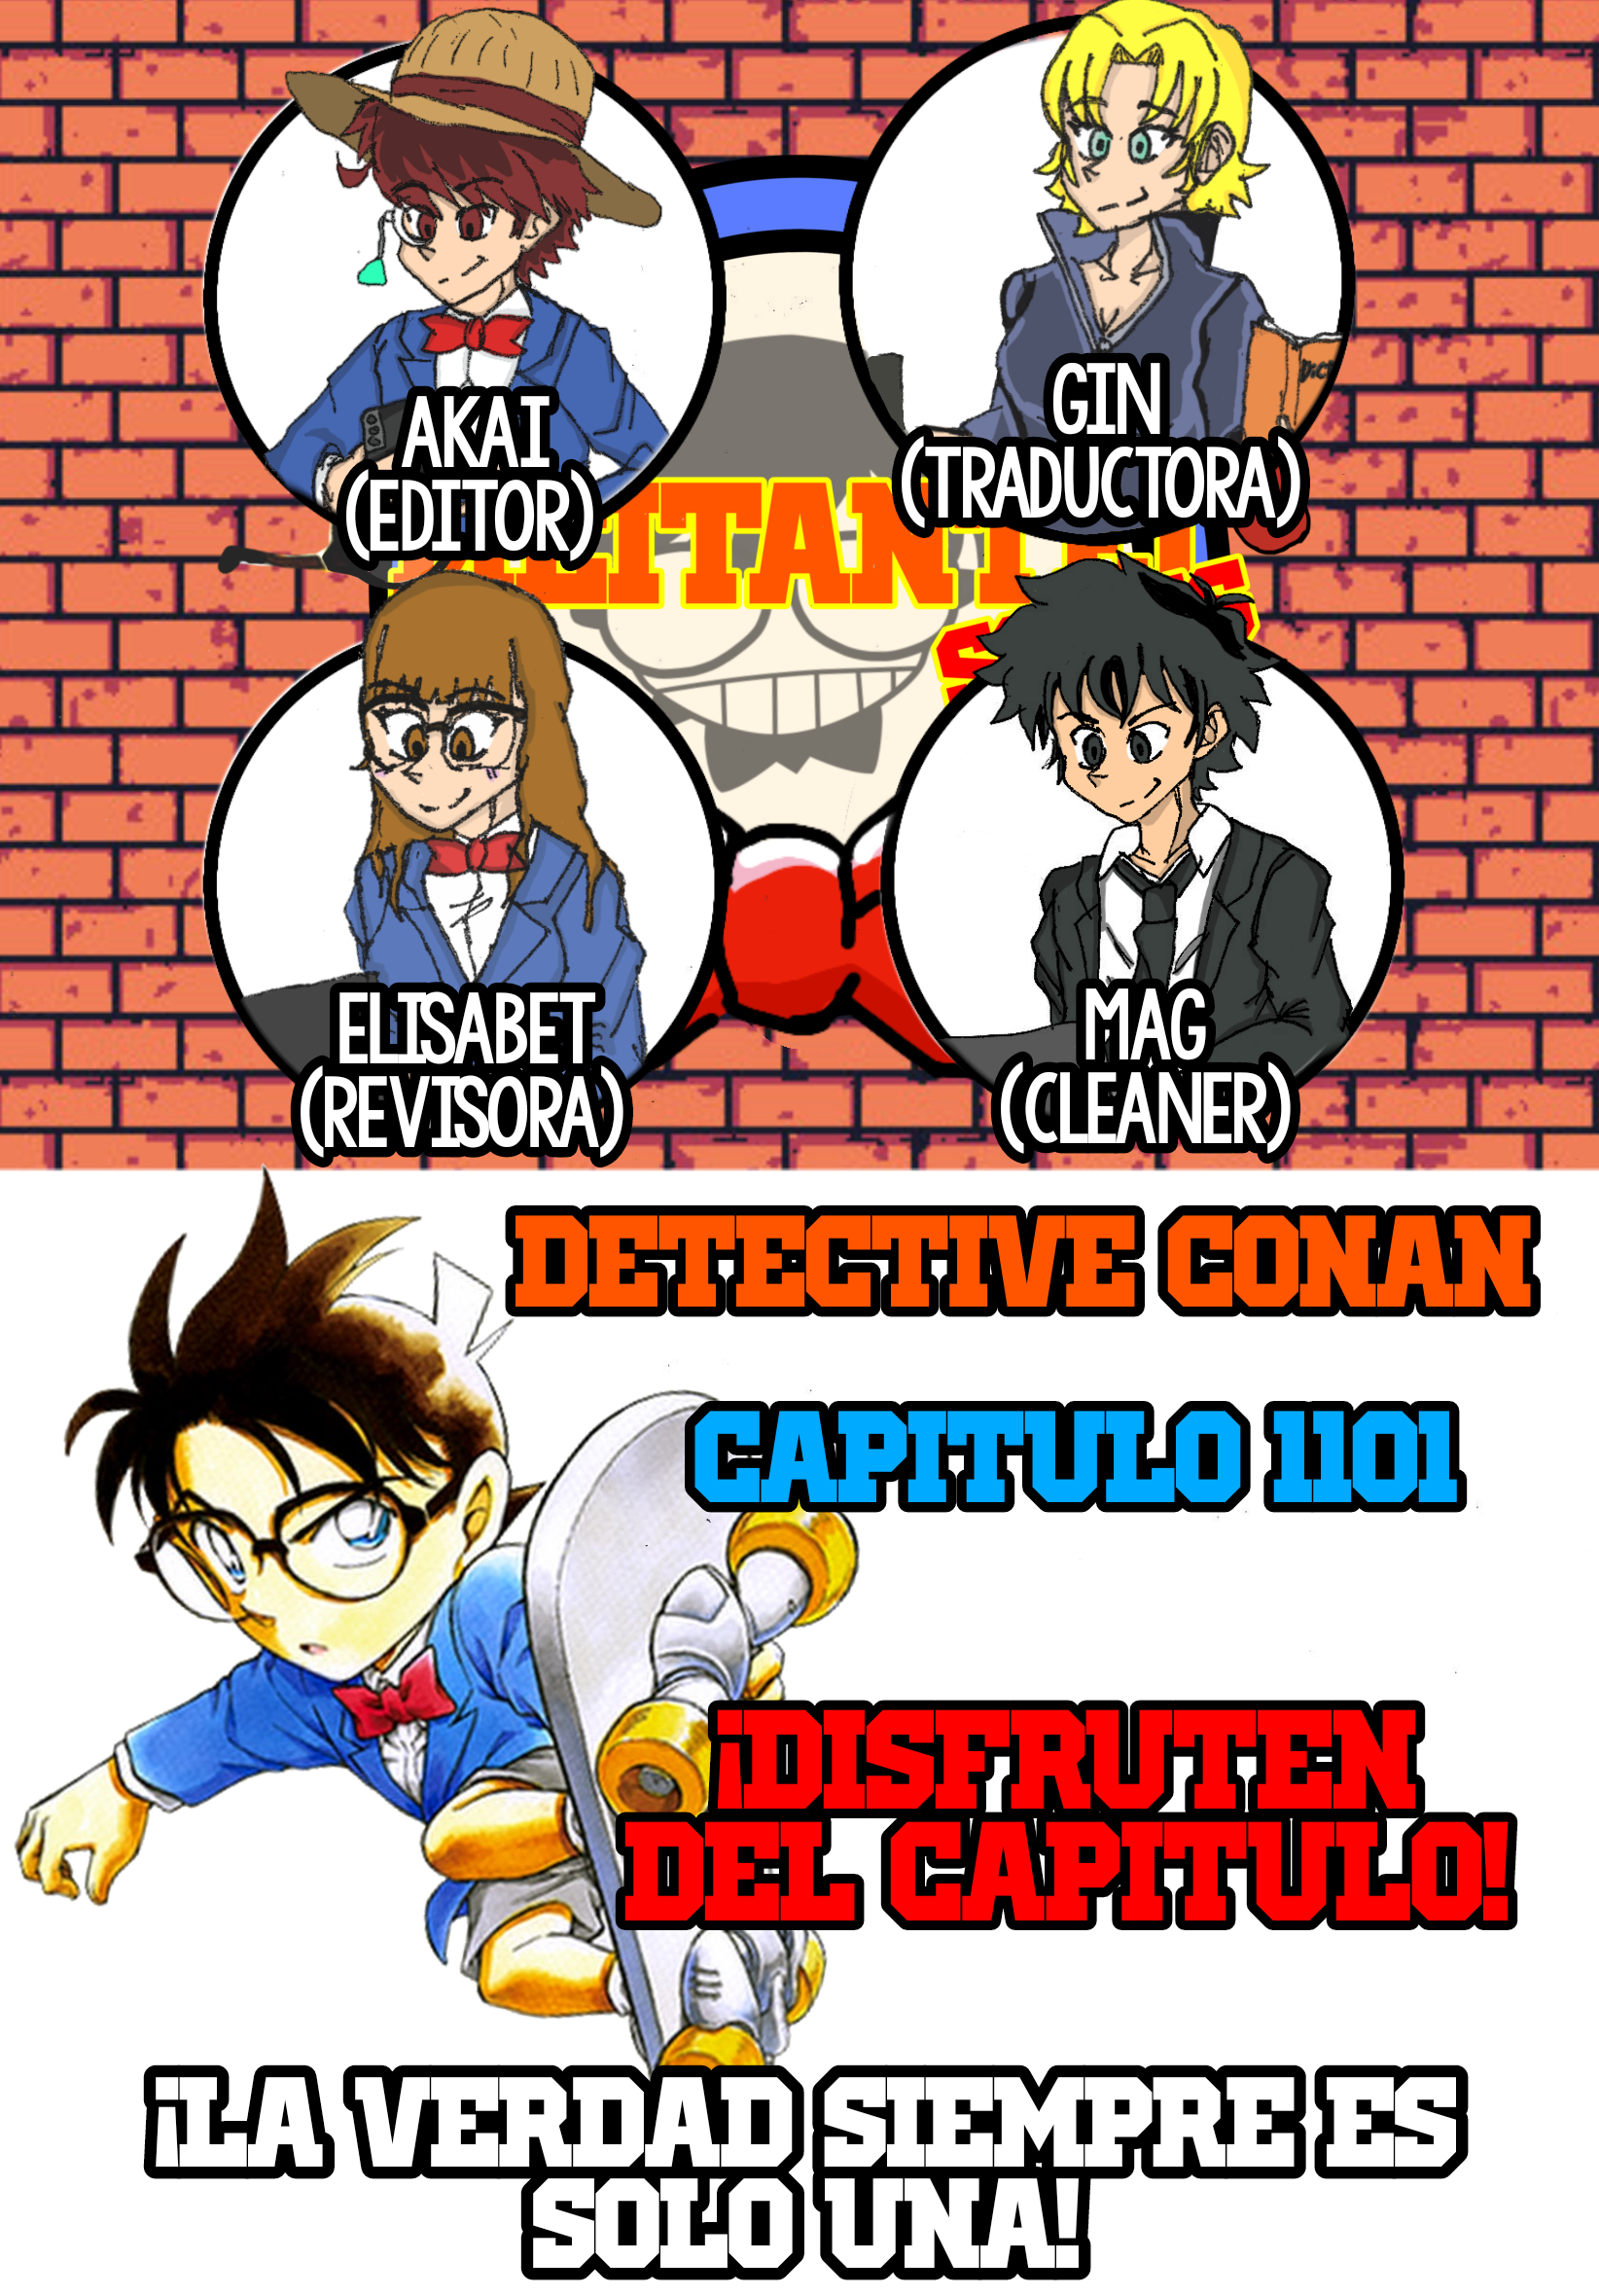 AKAI
(EDITOR)
GIN
(TRADUCTORA)
ELISABET
(REVISORA)
MAG
(CLEANER)
DETECTIVE CONAN
CAPITULO 1101
¡DISFRUTEN
DEL CAPITULO!
¡LA VERDAD SIEMPRE ES
SOLO UNA!